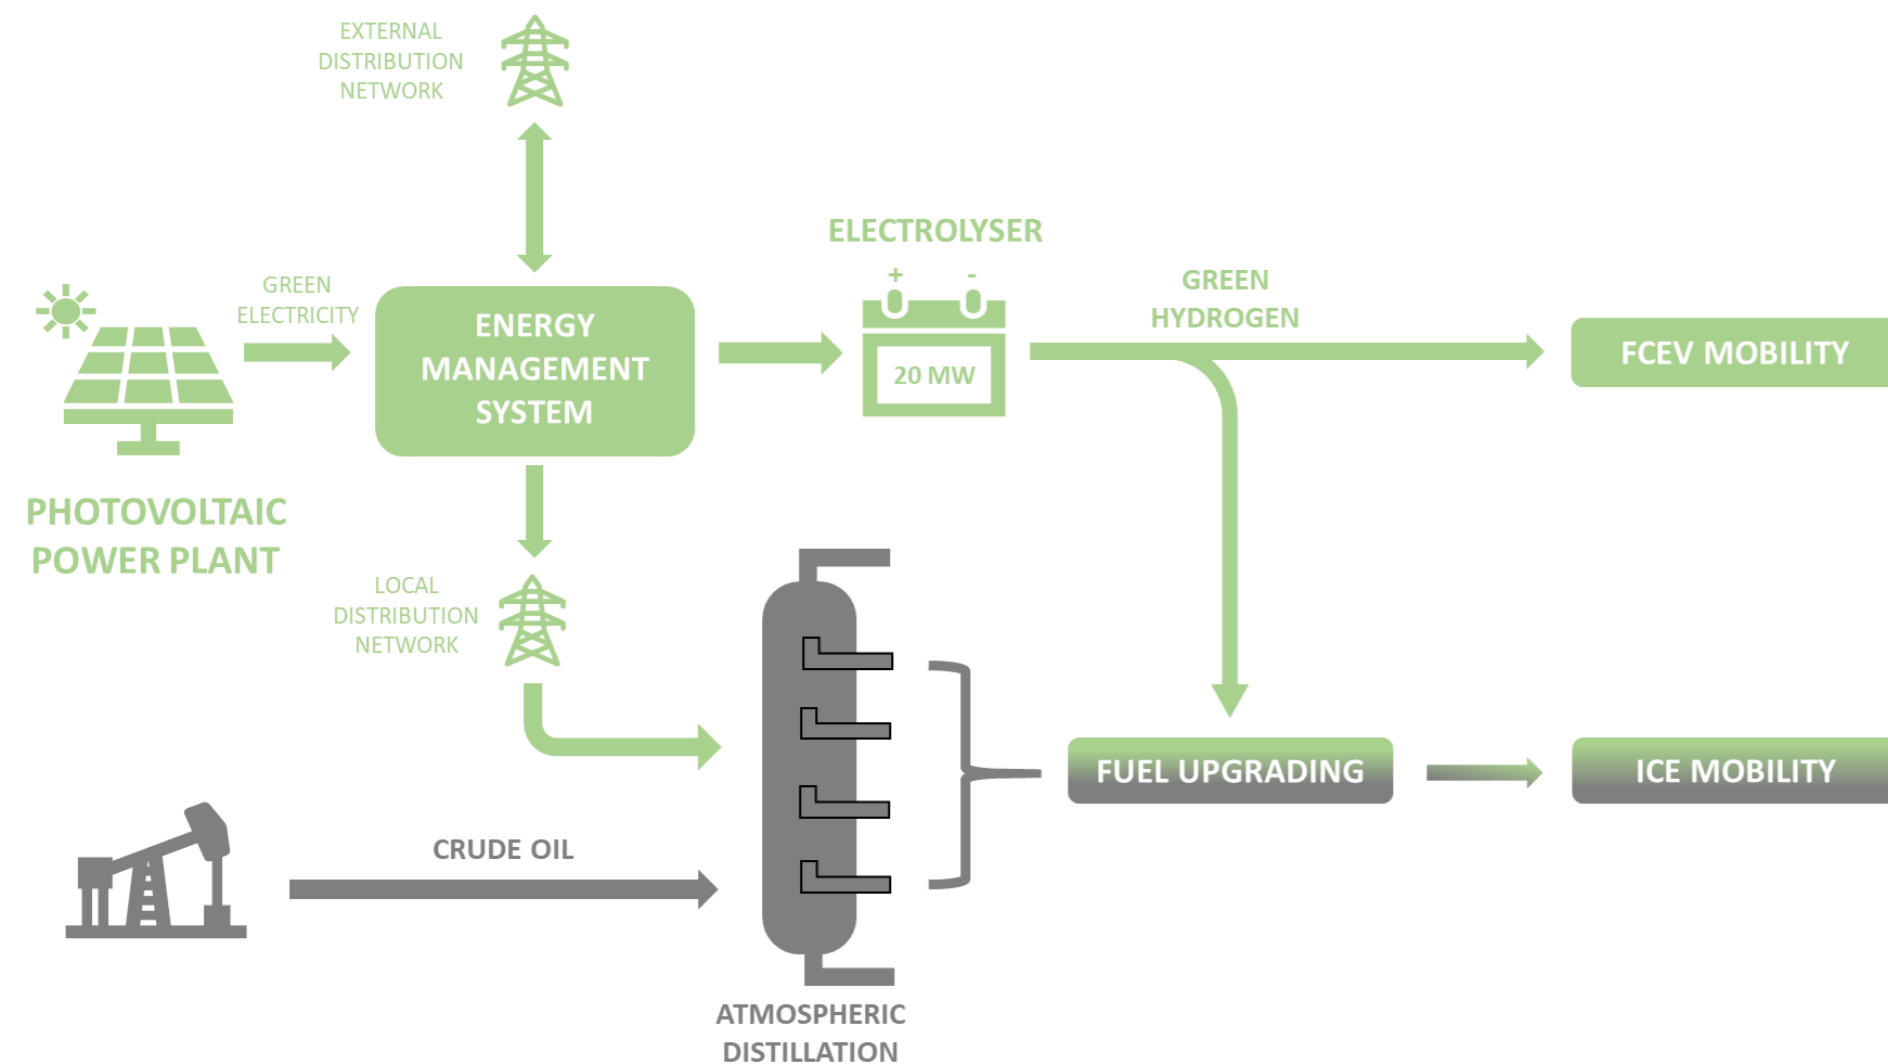 EXTERNAL
DISTRIBUTION
NETWORK
ELECTROLYSER
+ -
20 MW
GREEN
ELECTRICITY
ENERGY
MANAGEMENT
SYSTEM
GREEN
HYDROGEN
FCEV MOBILITY
PHOTOVOLTAIC
POWER PLANT
LOCAL
DISTRIBUTION
NETWORK
FUEL UPGRADING
ICE MOBILITY
CRUDE OIL
ATMOSPHERIC
DISTILLATION